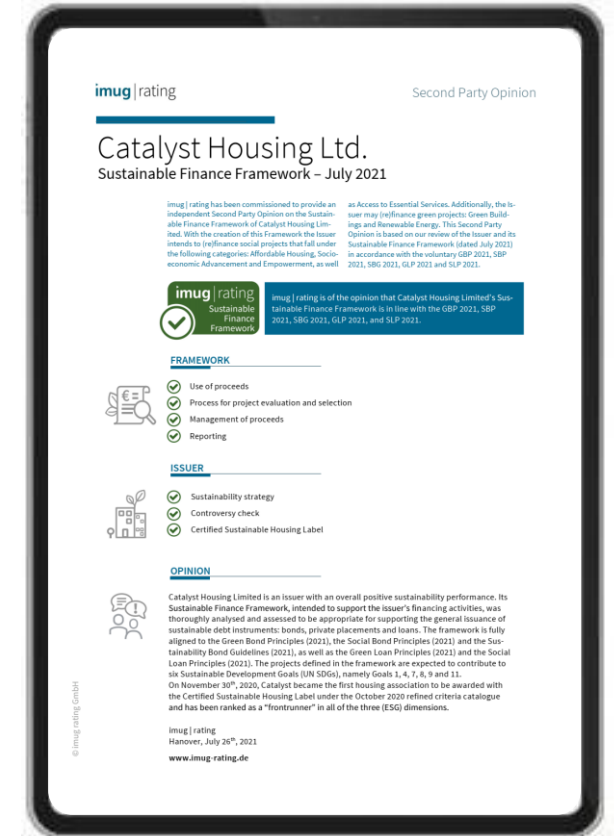 imug | rating
Second Party Opinion
Catalyst Housing Ltd.
Sustainable Finance Framework – July 2021
imug | rating has been commissioned to provide an
independent Second Party Opinion on the Sustain-
able Finance Framework of Catalyst Housing Lim-
ited. With the creation of this Framework the Issuer
intends to (re)finance social projects that fall under
the following categories: Affordable Housing, Socio-
economic Advancement and Empowerment, as well
as Access to Essential Services. Additionally, the Is-
suer may (re)finance green projects: Green Build-
ings and Renewable Energy. This Second Party
Opinion is based on our review of the Issuer and its
Sustainable Finance Framework (dated July 2021)
in accordance with the voluntary GBP 2021, SBP
2021, SBG 2021, GLP 2021 and SLP 2021.
imug | rating
Sustainable
Finance
Framework
imug | rating is of the opinion that Catalyst Housing Limited's Sus-
tainable Finance Framework is in line with the GBP 2021, SBP
2021, SBG 2021, GLP 2021, and SLP 2021.
FRAMEWORK
Use of proceeds
Process for project evaluation and selection
Management of proceeds
Reporting
ISSUER
Sustainability strategy
Controversy check
Certified Sustainable Housing Label
OPINION
Catalyst Housing Limited is an issuer with an overall positive sustainability performance. Its
Sustainable Finance Framework, intended to support the issuer's financing activities, was
thoroughly analysed and assessed to be appropriate for supporting the general issuance of
sustainable debt instruments: bonds, private placements and loans. The framework is fully
aligned to the Green Bond Principles (2021), the Social Bond Principles (2021) and the Sus-
tainability Bond Guidelines (2021), as well as the Green Loan Principles (2021) and the Social
Loan Principles (2021). The projects defined in the framework are expected to contribute to
six Sustainable Development Goals (UN SDGs), namely Goals 1, 4, 7, 8, 9 and 11.
On November 30th, 2020, Catalyst became the first housing association to be awarded with
the Certified Sustainable Housing Label under the October 2020 refined criteria catalogue
and has been ranked as a "frontrunner" in all of the three (ESG) dimensions.
imug | rating
Hanover, July 26th, 2021
www.imug-rating.de
© imug rating GmbH